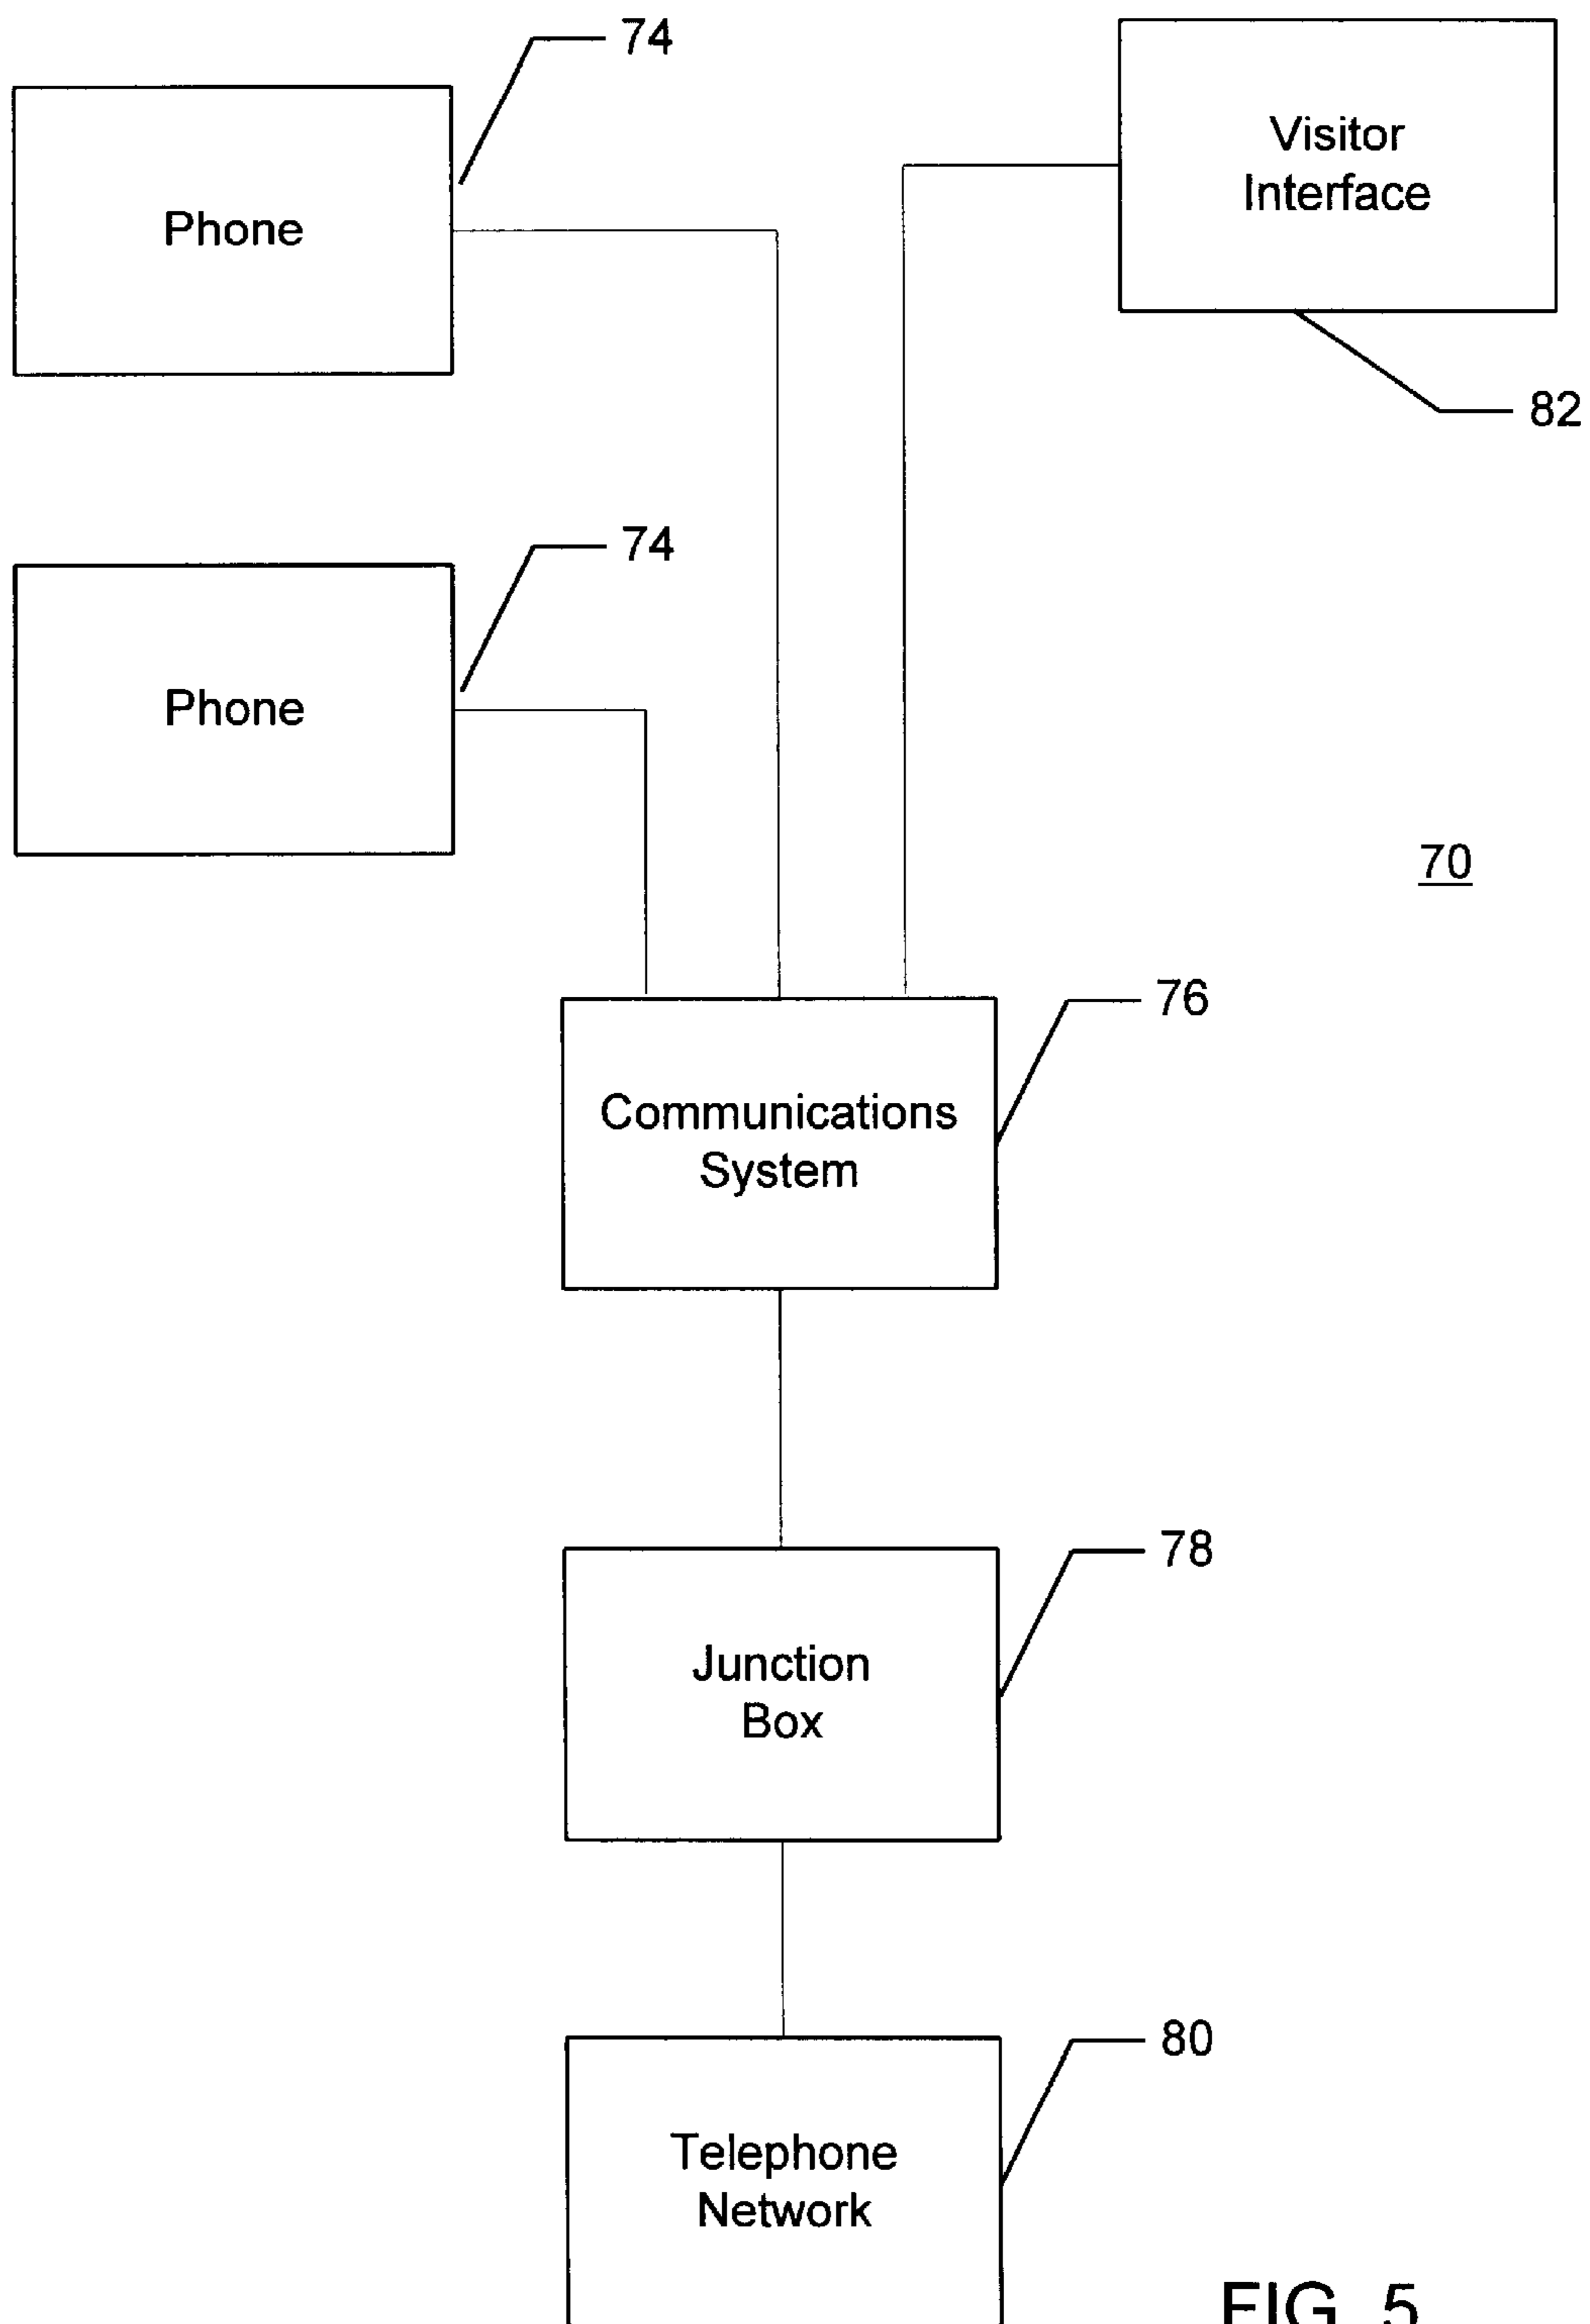 74
Phone
Visitor
Interface
82
74
Phone
70
76
Communications
System
78
Junction
Box
80
Telephone
Network
FIG. 5